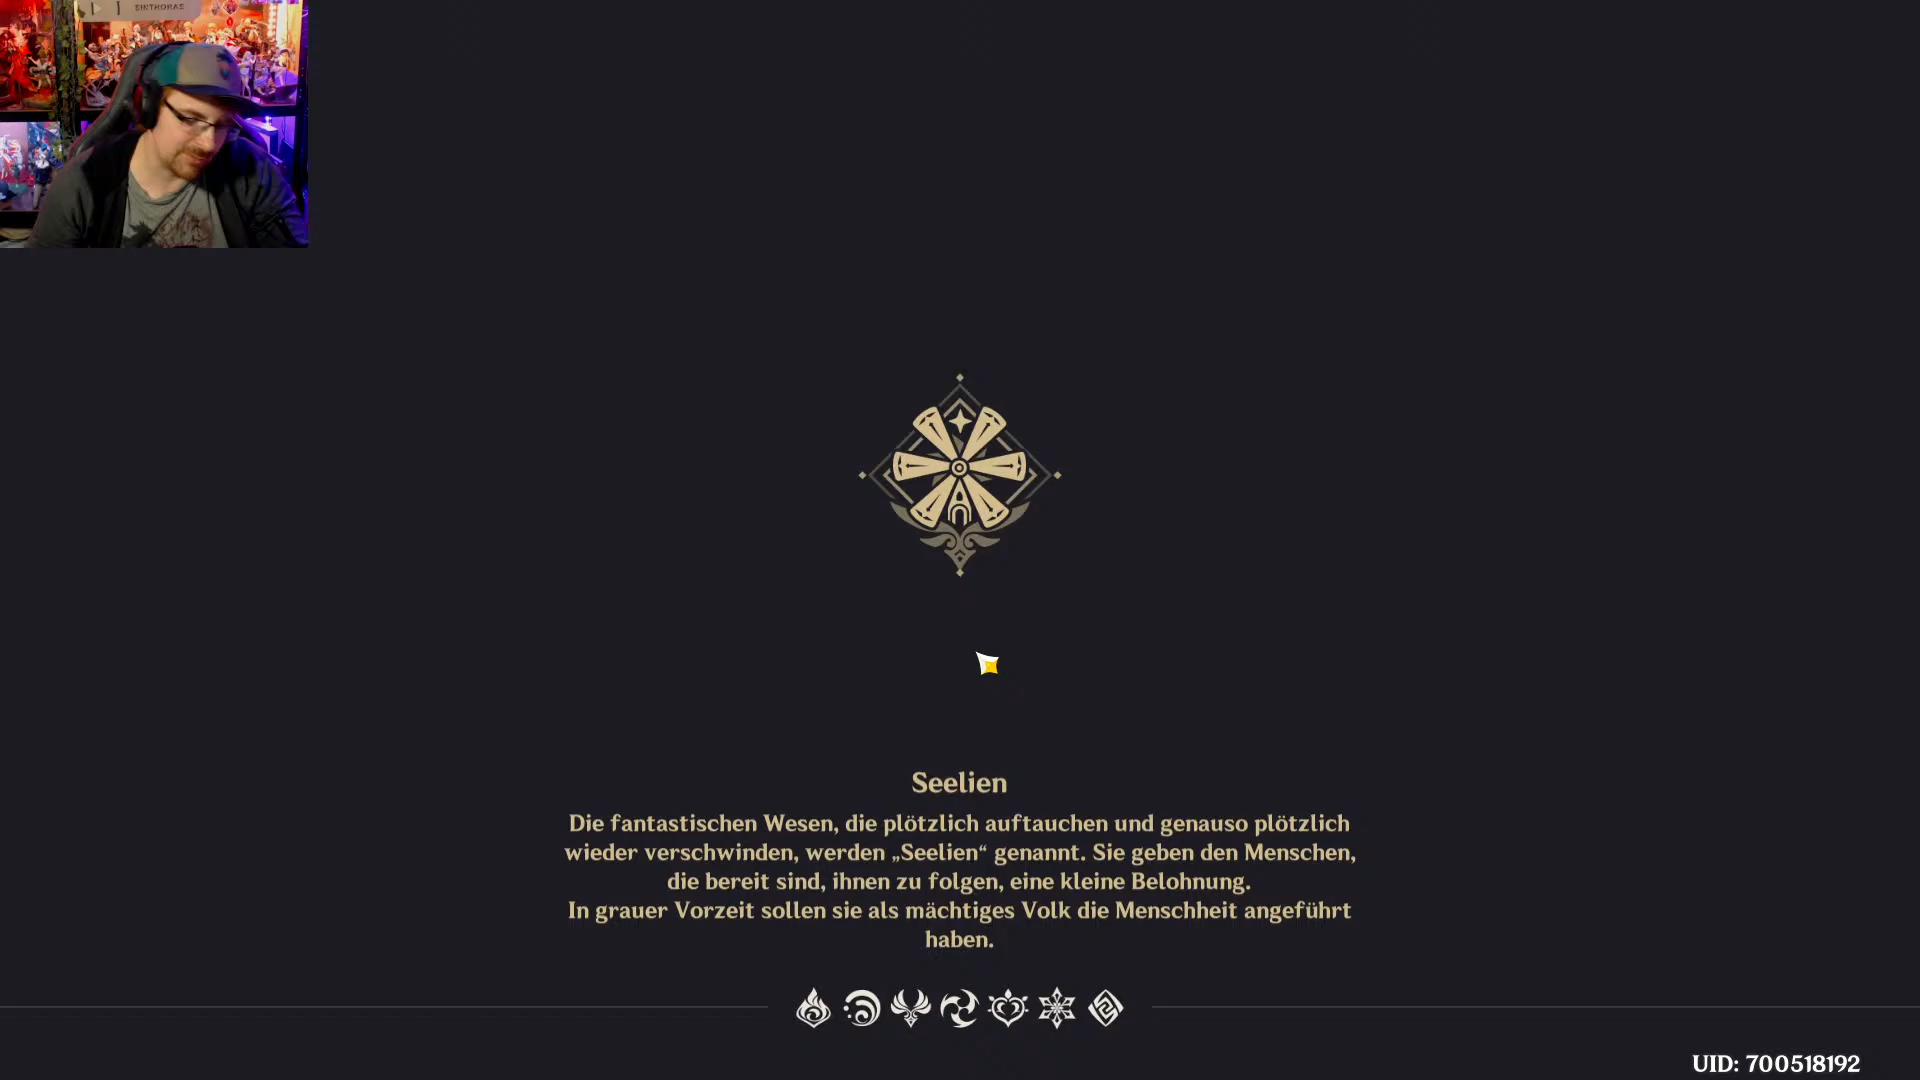 SINTHORAS
Seelien
Die fantastischen Wesen, die plötzlich auftauchen und genauso plötzlich
wieder verschwinden, werden „Seelien“ genannt. Sie geben den Menschen,
die bereit sind, ihnen zu folgen, eine kleine Belohnung.
In grauer Vorzeit sollen sie als mächtiges Volk die Menschheit angeführt
haben.
UID: 700518192